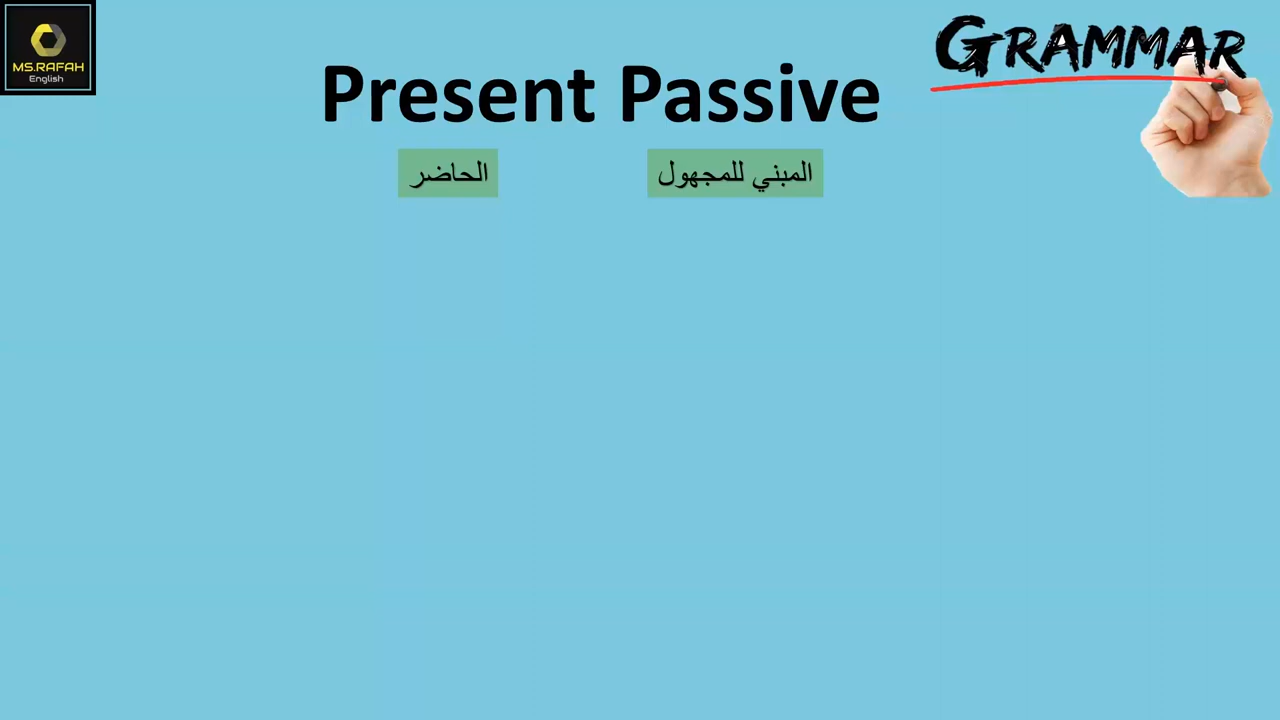 MS.RAFAH
English
GRAMMAR
Present Passive
الحاضر
المبني للمجهول